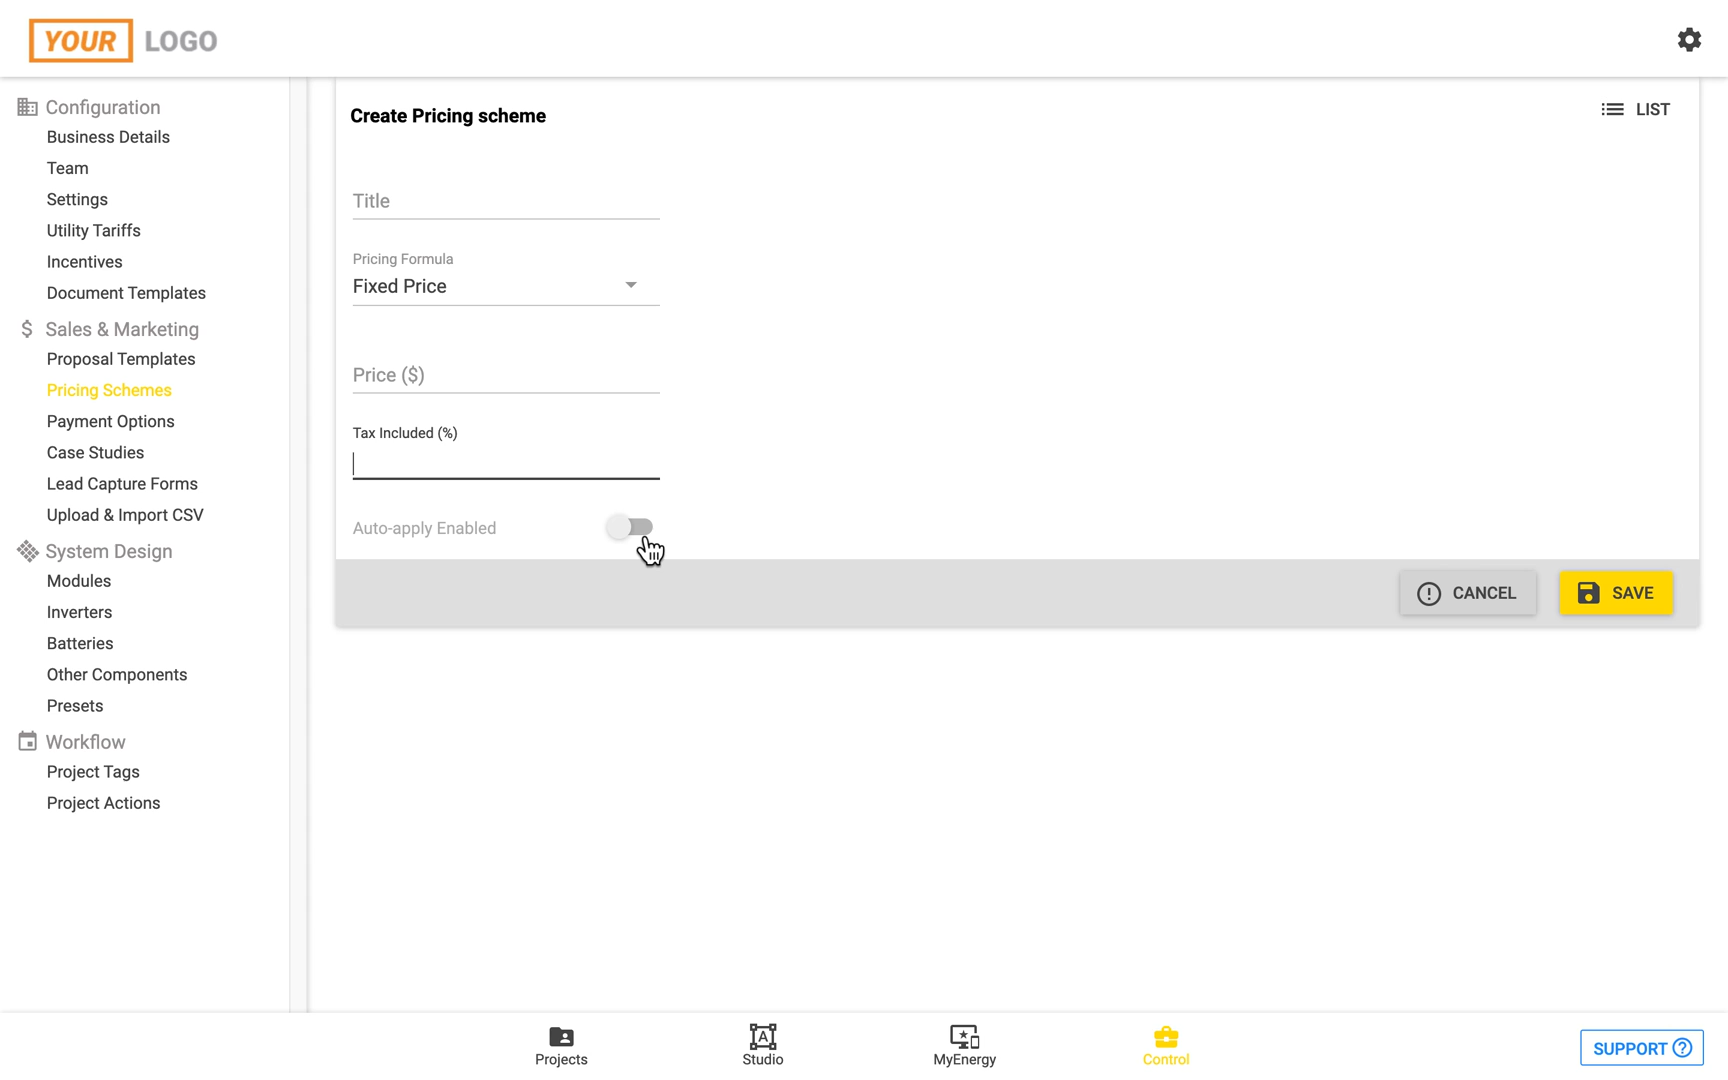 YOUR LOGO
Configuration
Business Details
Team
Settings
Utility Tariffs
Incentives
Document Templates
Sales & Marketing
Proposal Templates
Pricing Schemes
Payment Options
Case Studies
Lead Capture Forms
Upload & Import CSV
System Design
Modules
Inverters
Batteries
Other Components
Presets
Workflow
Project Tags
Project Actions
Create Pricing scheme
LIST
Title
Pricing Formula
Fixed Price
Price ($)
Tax Included (%)
Auto-apply Enabled
CANCEL
SAVE
Projects
Studio
MyEnergy
Control
SUPPORT